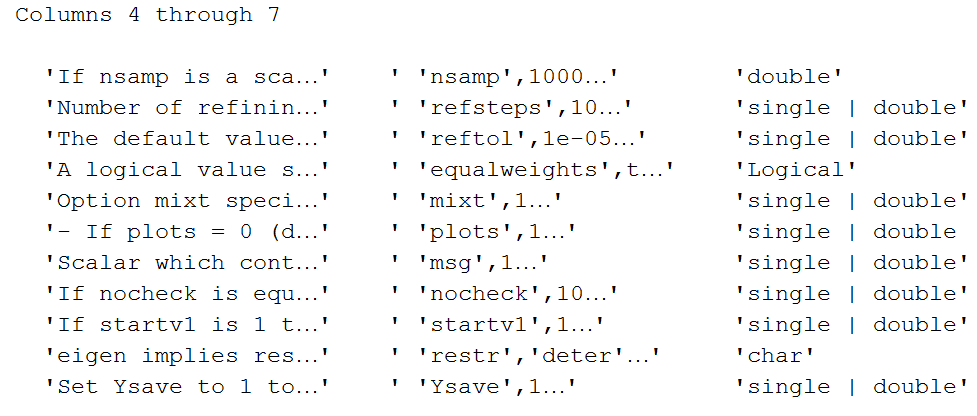 Columns 4 through 7
'If nsamp is a sca…' ' 'nsamp',1000…' 'double'
'Number of refinin…' ' 'refsteps',10…' 'single | double'
'The default value…' ' 'reftol',1e-05…' 'single | double'
'A logical value s…' ' 'equalweights',t…' 'Logical'
'Option mixt speci…' ' 'mixt',1…' 'single | double'
'- If plots = 0 (d…' ' 'plots',1…' 'single | double
'Scalar which cont…' ' 'msg',1…' 'single | double'
'If nocheck is equ…' ' 'nocheck',10…' 'single | double'
'If startv1 is 1 t…' ' 'startv1',1…' 'single | double'
'eigen implies res…' ' 'restr','deter'…' 'char'
'Set Ysave to 1 to…' ' 'Ysave',1…' 'single | double'